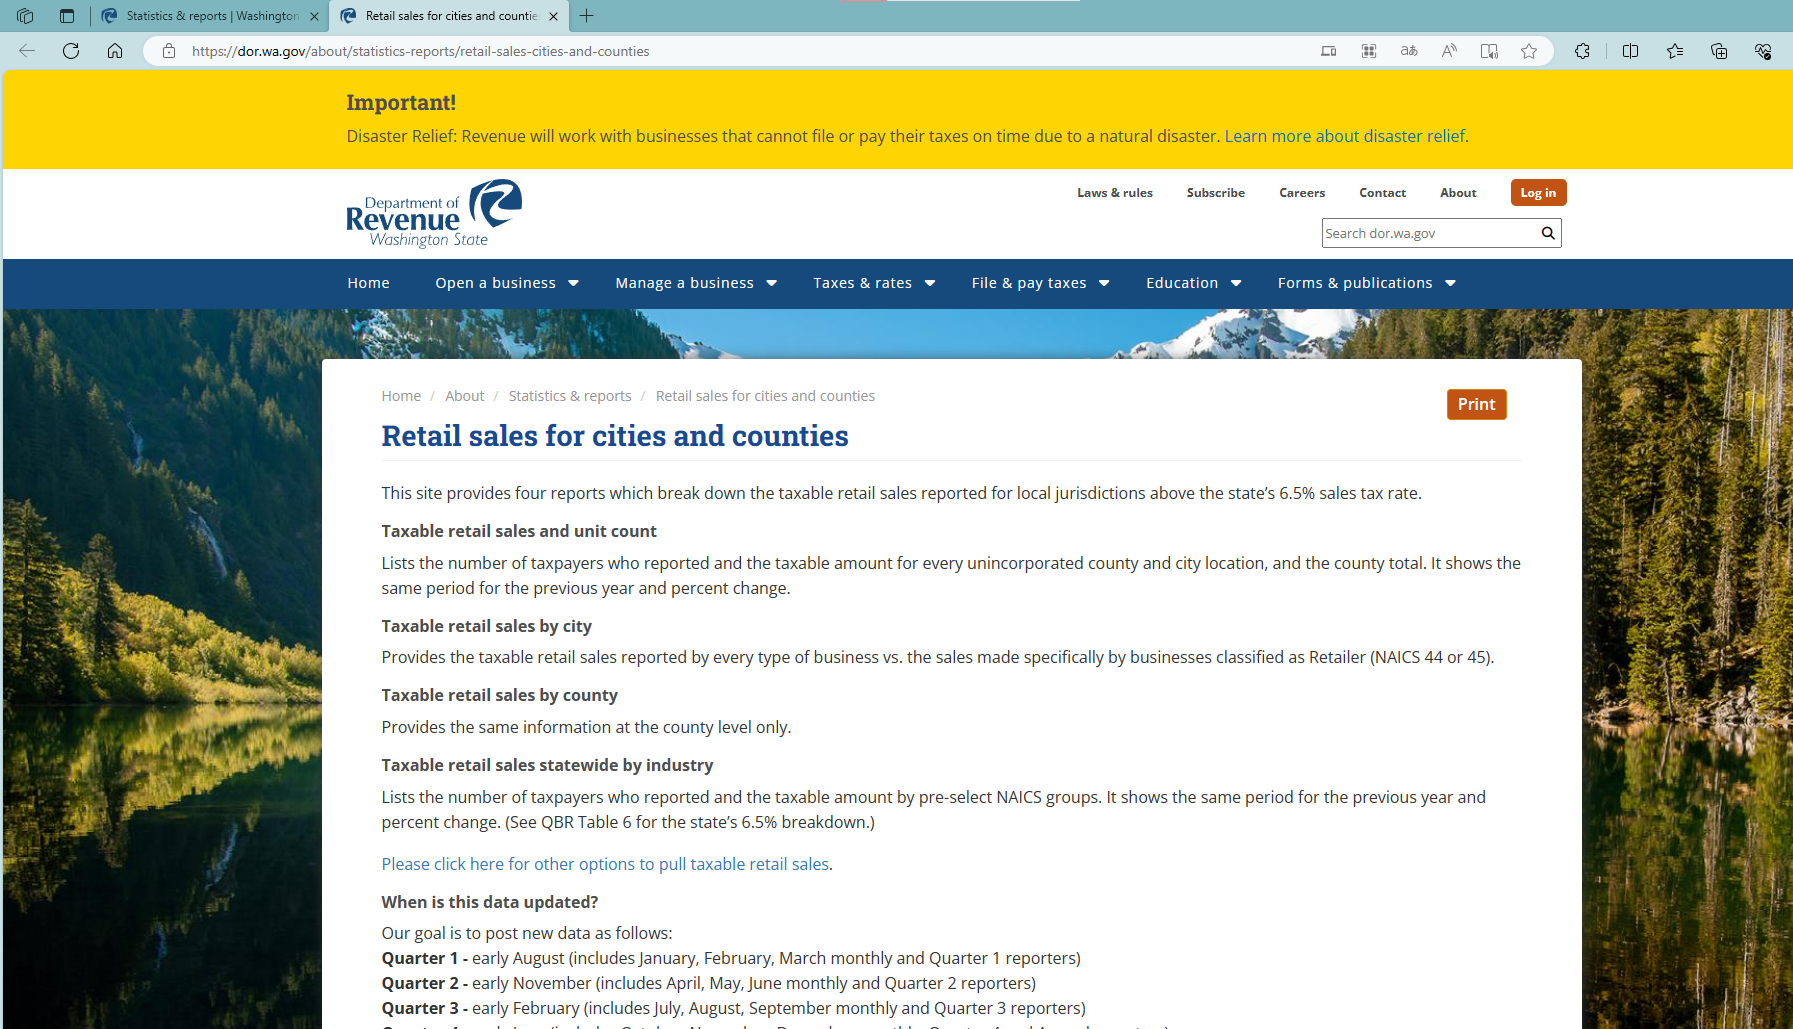 Statistics & reports | Washington
Retail sales for cities and countie
https://dor.wa.gov/about/statistics-reports/retail-sales-cities-and-counties
Important!
Disaster Relief: Revenue will work with businesses that cannot file or pay their taxes on time due to a natural disaster. Learn more about disaster relief.
Department of
Revenue
Washington State
Laws & rules Subscribe Careers Contact About Log in
Search dor.wa.gov
Home Open a business Manage a business Taxes & rates File & pay taxes Education Forms & publications
Home / About / Statistics & reports / Retail sales for cities and counties
Print
Retail sales for cities and counties
This site provides four reports which break down the taxable retail sales reported for local jurisdictions above the state’s 6.5% sales tax rate.
Taxable retail sales and unit count
Lists the number of taxpayers who reported and the taxable amount for every unincorporated county and city location, and the county total. It shows the
same period for the previous year and percent change.
Taxable retail sales by city
Provides the taxable retail sales reported by every type of business vs. the sales made specifically by businesses classified as Retailer (NAICS 44 or 45).
Taxable retail sales by county
Provides the same information at the county level only.
Taxable retail sales statewide by industry
Lists the number of taxpayers who reported and the taxable amount by pre-select NAICS groups. It shows the same period for the previous year and
percent change. (See QBR Table 6 for the state’s 6.5% breakdown.)
Please click here for other options to pull taxable retail sales.
When is this data updated?
Our goal is to post new data as follows:
Quarter 1 - early August (includes January, February, March monthly and Quarter 1 reporters)
Quarter 2 - early November (includes April, May, June monthly and Quarter 2 reporters)
Quarter 3 - early February (includes July, August, September monthly and Quarter 3 reporters)